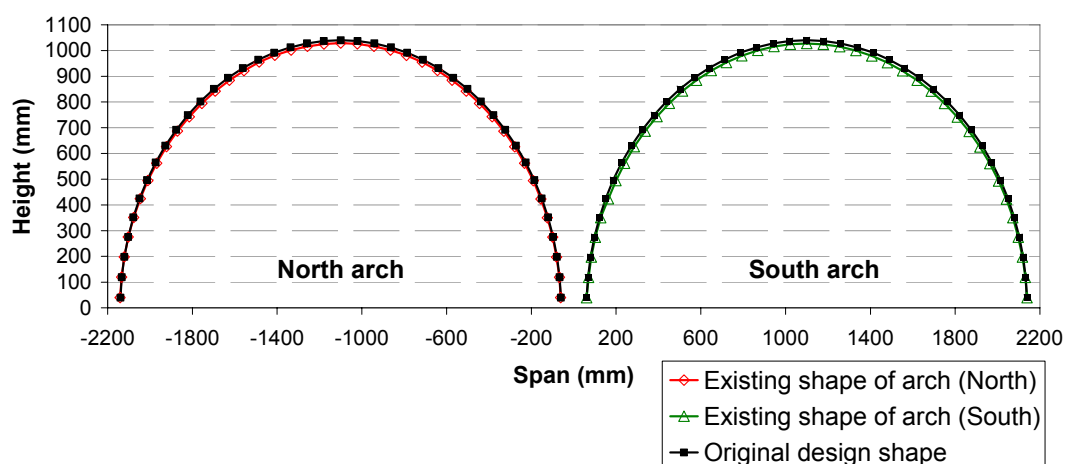 1100
1000
900
800
700
600
500
400
300
200
100
0
Height (mm)
North arch
South arch
-2200 -1800 -1400 -1000 -600 -200 200 600 1000 1400 1800 2200
Span (mm)
Existing shape of arch (North)
Existing shape of arch (South)
Original design shape